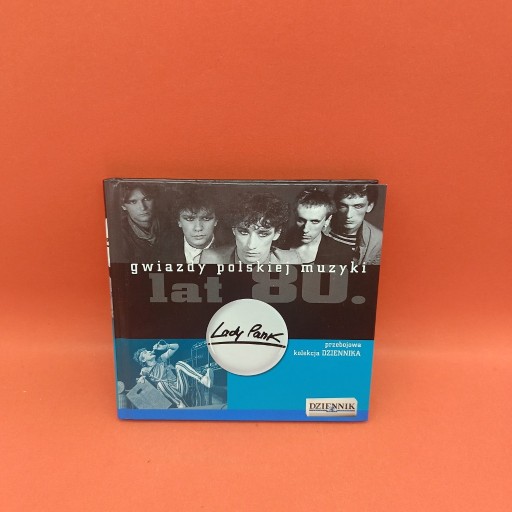 gwiazdy polskiej muzyki
lat 80.
Lady Pank
przebojowa
kolekcja DZIENNIKA
DZIENNIK